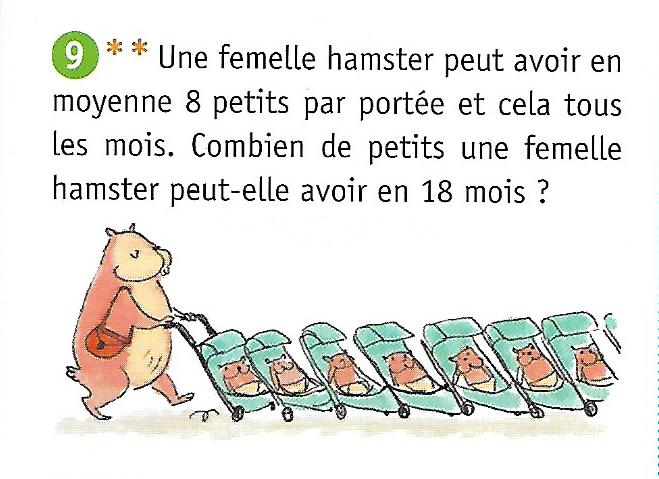 9 ** Une femelle hamster peut avoir en
moyenne 8 petits par portée et cela tous
les mois. Combien de petits une femelle
hamster peut-elle avoir en 18 mois ?